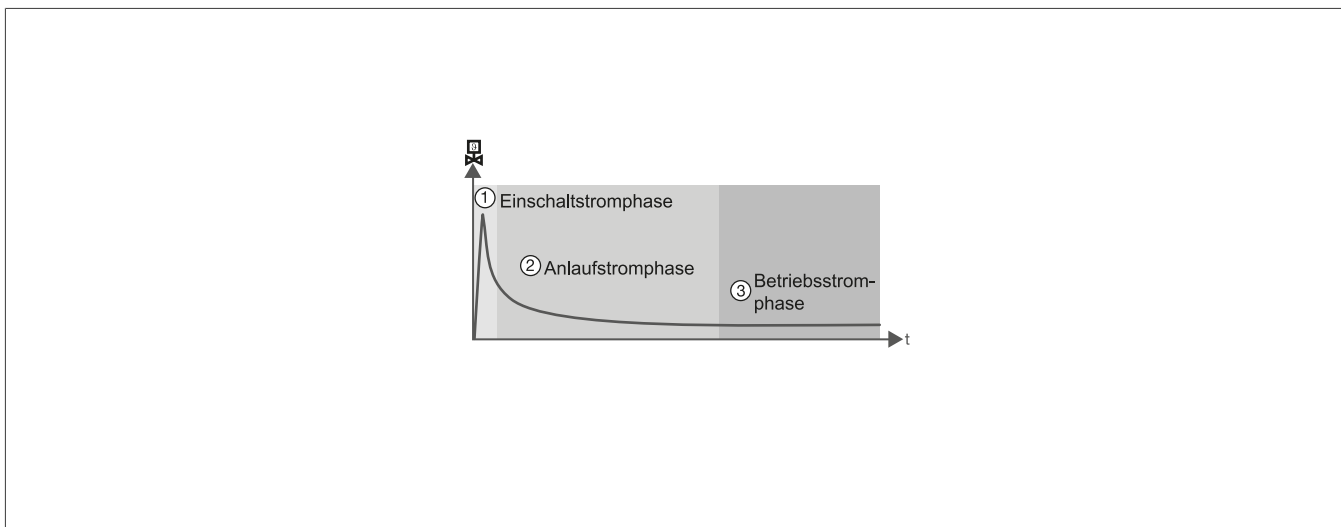 ① Einschaltstromphase
② Anlaufstromphase
③ Betriebsstrom-
phase
t